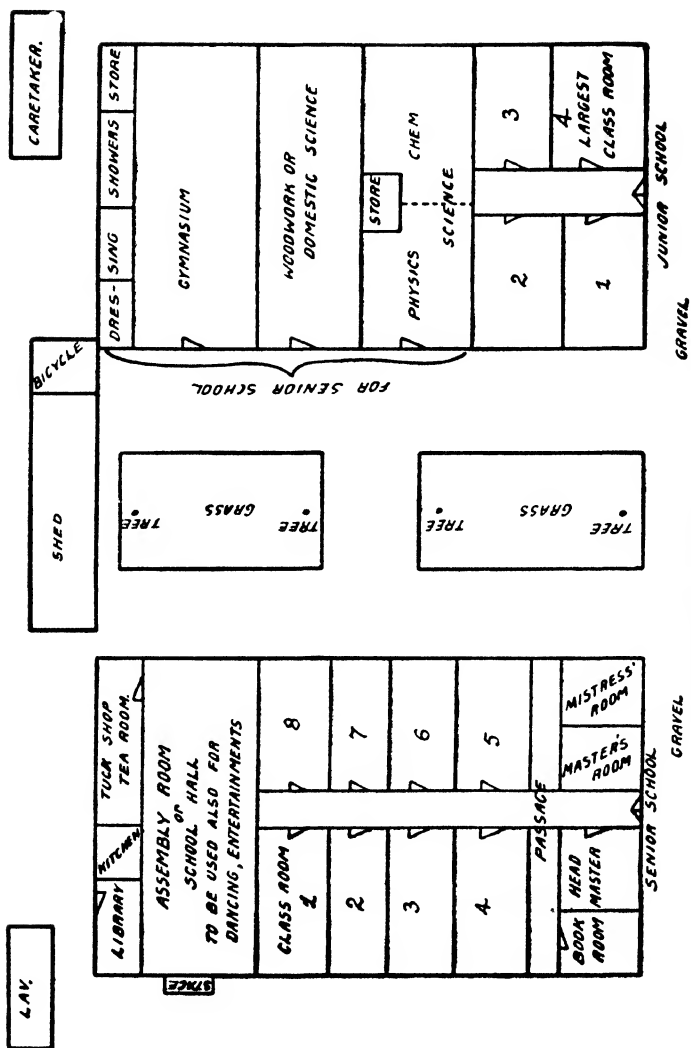 CARETAKER.
DRES-
SING
SHOWERS
STORE
GYMNASIUM
WOODWORK OR
DOMESTIC SCIENCE
STORE
PHYSICS
CHEM
SCIENCE
2
3
1
4
LARGEST
CLASS ROOM
JUNIOR SCHOOL
GRAVEL
FOR SENIOR SCHOOL
BICYCLE
SHED
TREE
GRASS
TREE
TREE
GRASS
TREE
LAV.
LIBRARY
KITCHEN
TUCK SHOP
TEA ROOM.
ASSEMBLY ROOM
or
SCHOOL HALL
TO BE USED ALSO FOR
DANCING, ENTERTAINMENTS
STAGE
CLASS ROOM
1
8
2
7
3
6
4
5
PASSAGE
BOOK
ROOM
HEAD
MASTER
MASTER'S
ROOM
MISTRESS'
ROOM
SENIOR SCHOOL
GRAVEL